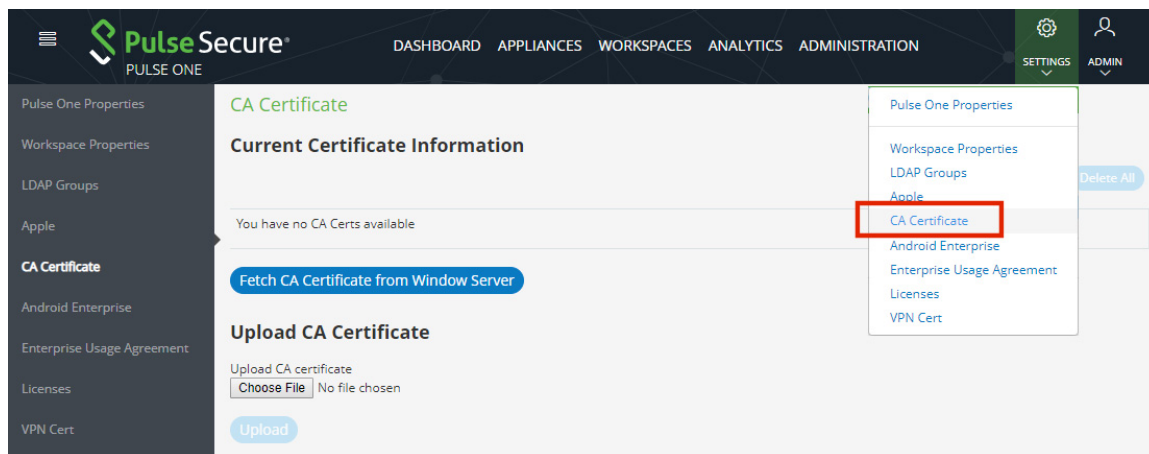 Pulse Secure®
PULSE ONE
DASHBOARD APPLIANCES WORKSPACES ANALYTICS ADMINISTRATION
SETTINGS
ADMIN
Pulse One Properties
Workspace Properties
LDAP Groups
Apple
CA Certificate
Android Enterprise
Enterprise Usage Agreement
Licenses
VPN Cert
CA Certificate
Current Certificate Information
Delete All
You have no CA Certs available
Fetch CA Certificate from Window Server
Upload CA Certificate
Upload CA certificate
Choose File No file chosen
Upload
Pulse One Properties
Workspace Properties
LDAP Groups
Apple
CA Certificate
Android Enterprise
Enterprise Usage Agreement
Licenses
VPN Cert